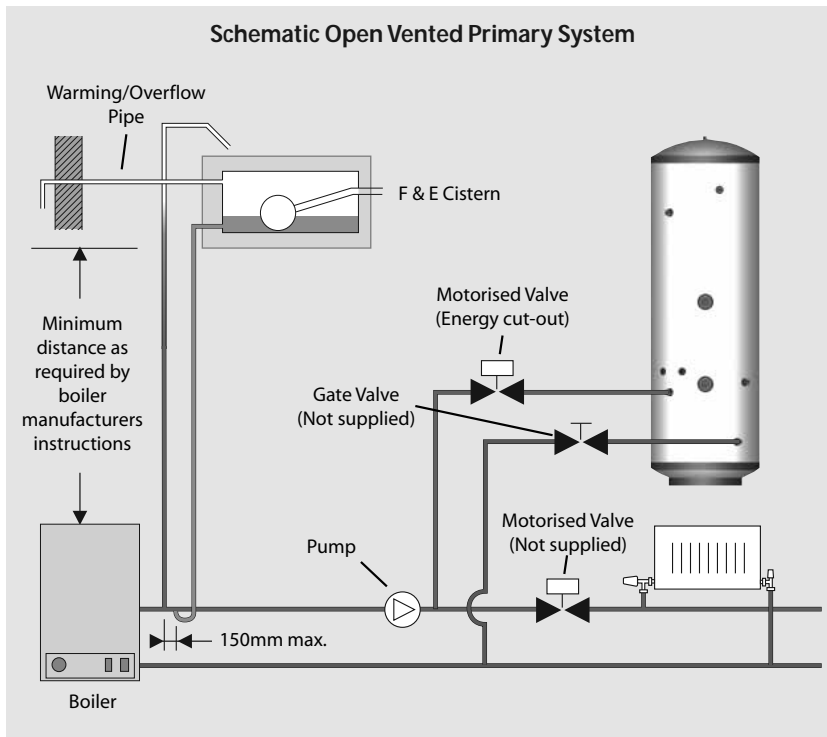 Schematic Open Vented Primary System
Warming/Overflow
Pipe
F & E Cistern
Minimum
distance as
required by
boiler
manufacturers
instructions
Motorised Valve
(Energy cut-out)
Gate Valve
(Not supplied)
Motorised Valve
(Not supplied)
Pump
150mm max.
Boiler